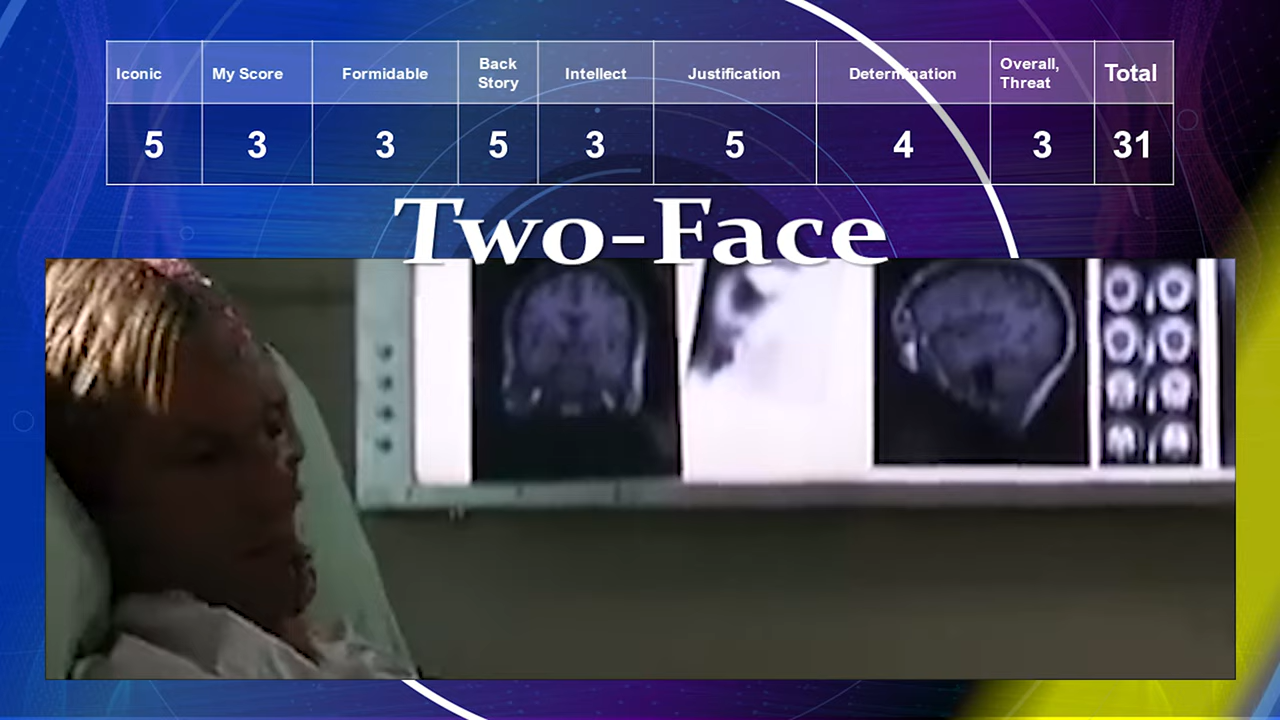 Iconic My Score Formidable Back Story Intellect Justification Determination Overall, Threat Total
5 3 3 5 3 5 4 3 31
Two-Face